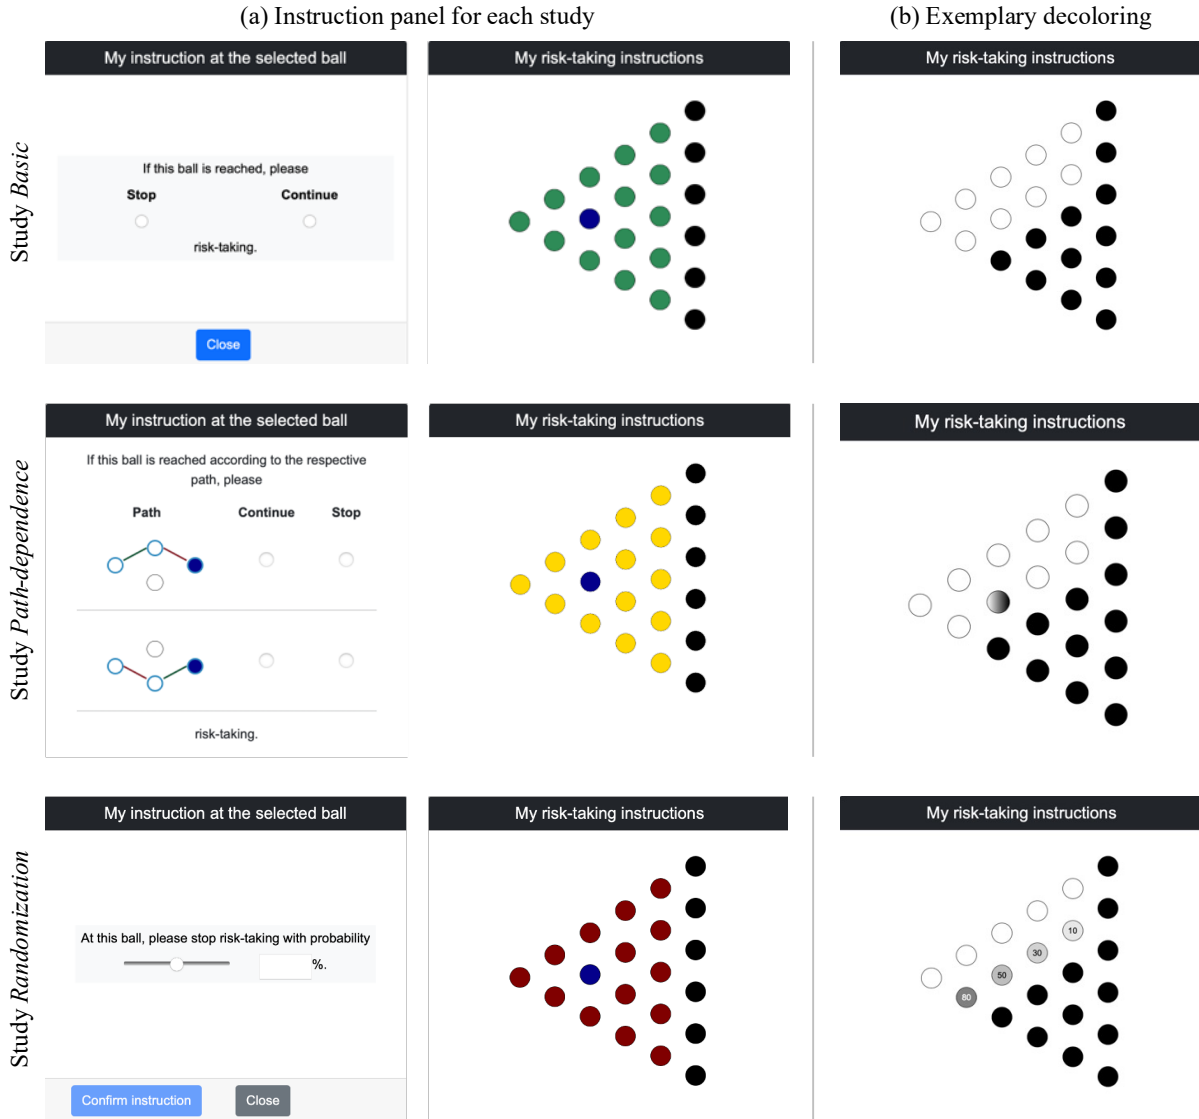 (a) Instruction panel for each study
(b) Exemplary decoloring
Study Basic
My instruction at the selected ball
If this ball is reached, please
Stop Continue
risk-taking.
Close
My risk-taking instructions
My risk-taking instructions
Study Path-dependence
My instruction at the selected ball
If this ball is reached according to the respective
path, please
Path Continue Stop
risk-taking.
My risk-taking instructions
My risk-taking instructions
Study Randomization
My instruction at the selected ball
At this ball, please stop risk-taking with probability
%.
Confirm instruction Close
My risk-taking instructions
My risk-taking instructions
10
30
50
80